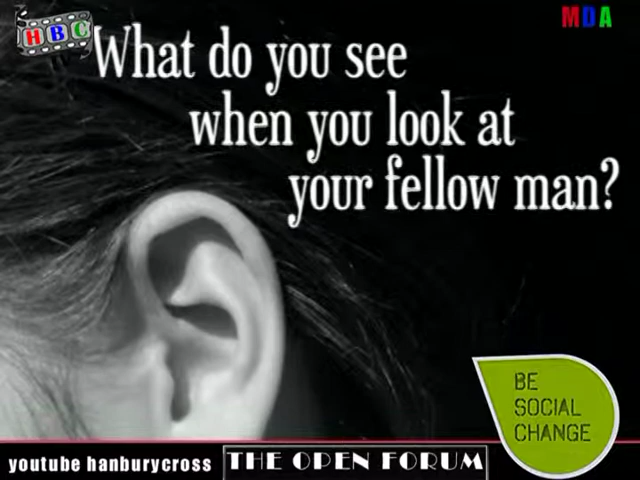 HBC
MDA
What do you see
when you look at
your fellow man?
BE
SOCIAL
CHANGE
youtube hanburycross
THE OPEN FORUM